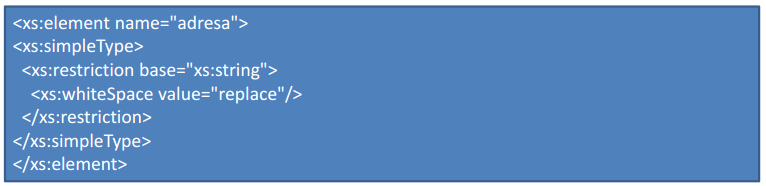 <xs:element name="adresa">
<xs:simpleType>
<xs:restriction base="xs:string">
<xs:whiteSpace value="replace"/>
</xs:restriction>
</xs:simpleType>
</xs:element>